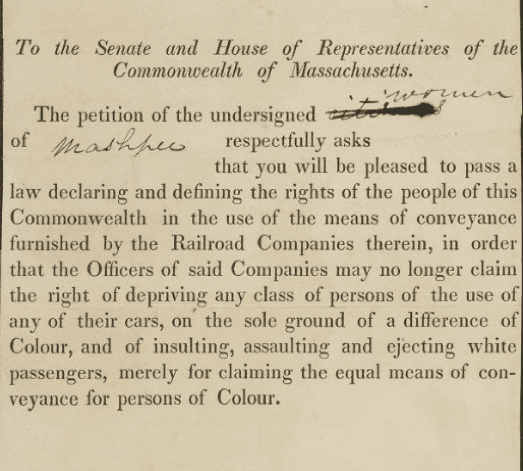 To the Senate and House of Representatives of the
Commonwealth of Massachusetts.
women
The petition of the undersigned
of Mashpee respectfully asks
that you will be pleased to pass a
law declaring and defining the rights of the people of this
Commonwealth in the use of the means of conveyance
furnished by the Railroad Companies therein, in order
that the Officers of said Companies may no longer claim
the right of depriving any class of persons of the use of
any of their cars, on the sole ground of a difference of
Colour, and of insulting, assaulting and ejecting white
passengers, merely for claiming the equal means of con-
veyance for persons of Colour.